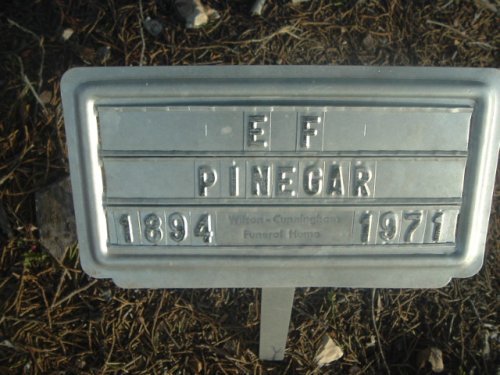 E F
PINEGAR
1894 Wilson - Cunningham 1971
Funeral Home